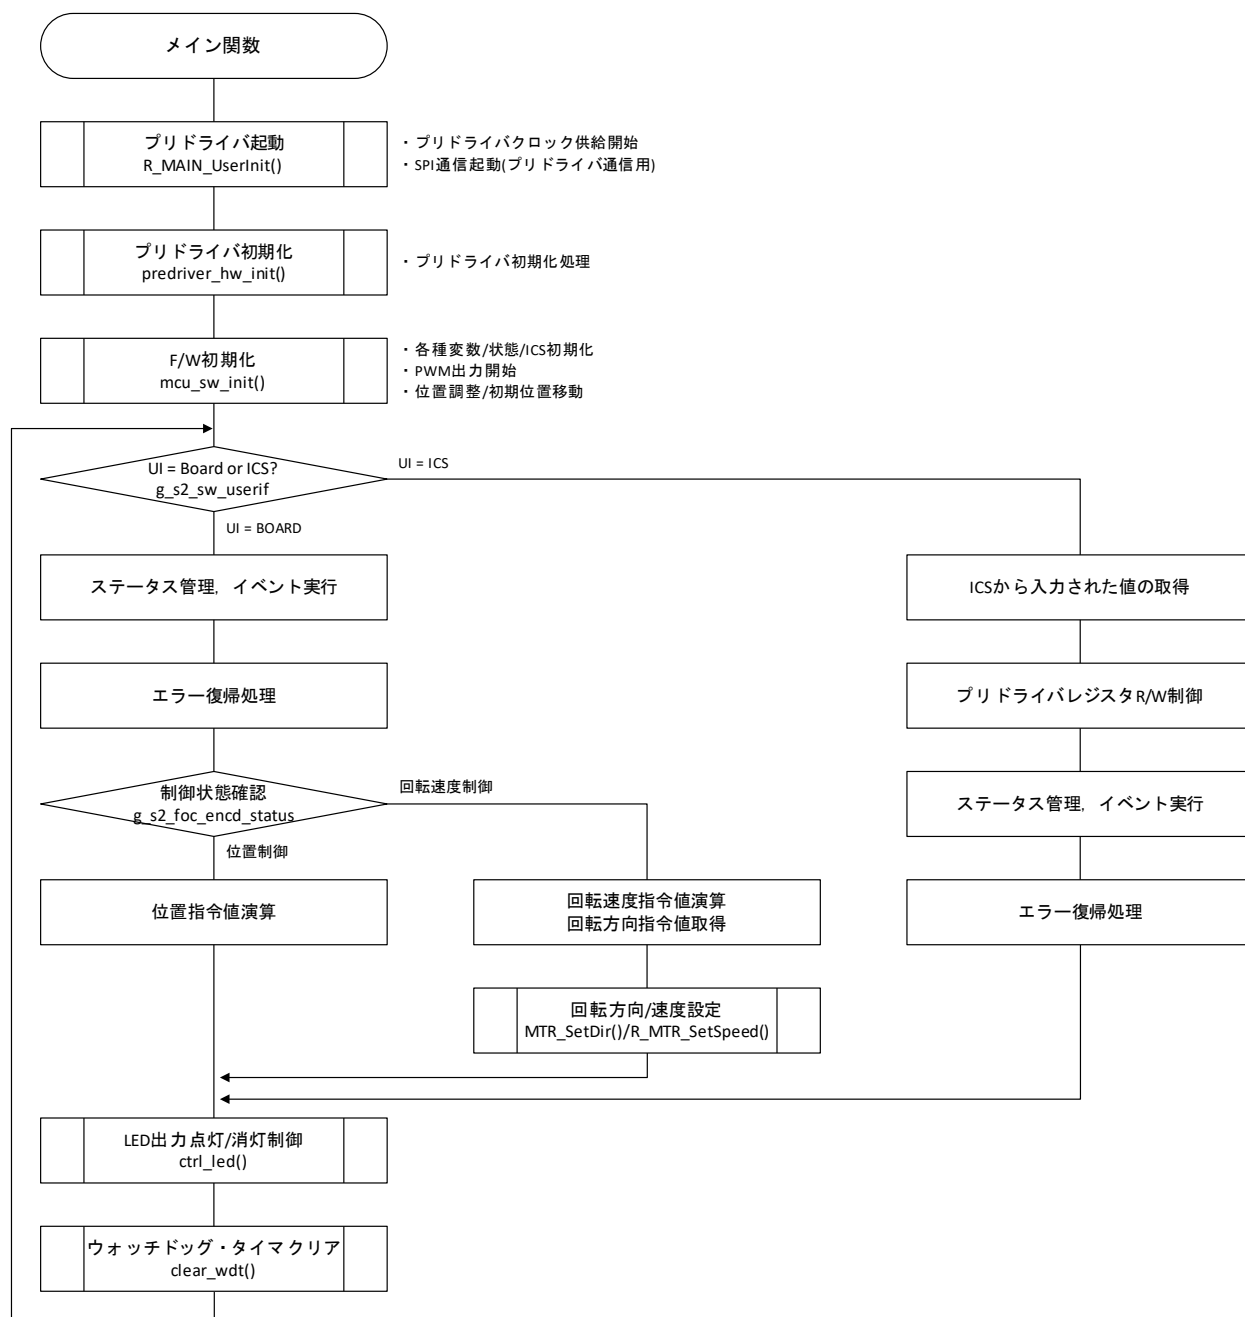 メイン関数
プリドライバ起動
R_MAIN_UserInit()
・プリドライバクロック供給開始
・SPI通信起動(プリドライバ通信用)
プリドライバ初期化
predriver_hw_init()
・プリドライバ初期化処理
F/W初期化
mcu_sw_init()
・各種変数/状態/ICS初期化
・PWM出力開始
・位置調整/初期位置移動
UI = Board or ICS?
g_s2_sw_userif
UI = ICS
UI = BOARD
ステータス管理，イベント実行
ICSから入力された値の取得
エラー復帰処理
プリドライバレジスタR/W制御
制御状態確認
g_s2_foc_encd_status
回転速度制御
位置制御
ステータス管理，イベント実行
位置指令値演算
回転速度指令値演算
回転方向指令値取得
エラー復帰処理
回転方向/速度設定
MTR_SetDir()/R_MTR_SetSpeed()
LED出力点灯/消灯制御
ctrl_led()
ウォッチドッグ・タイマクリア
clear_wdt()